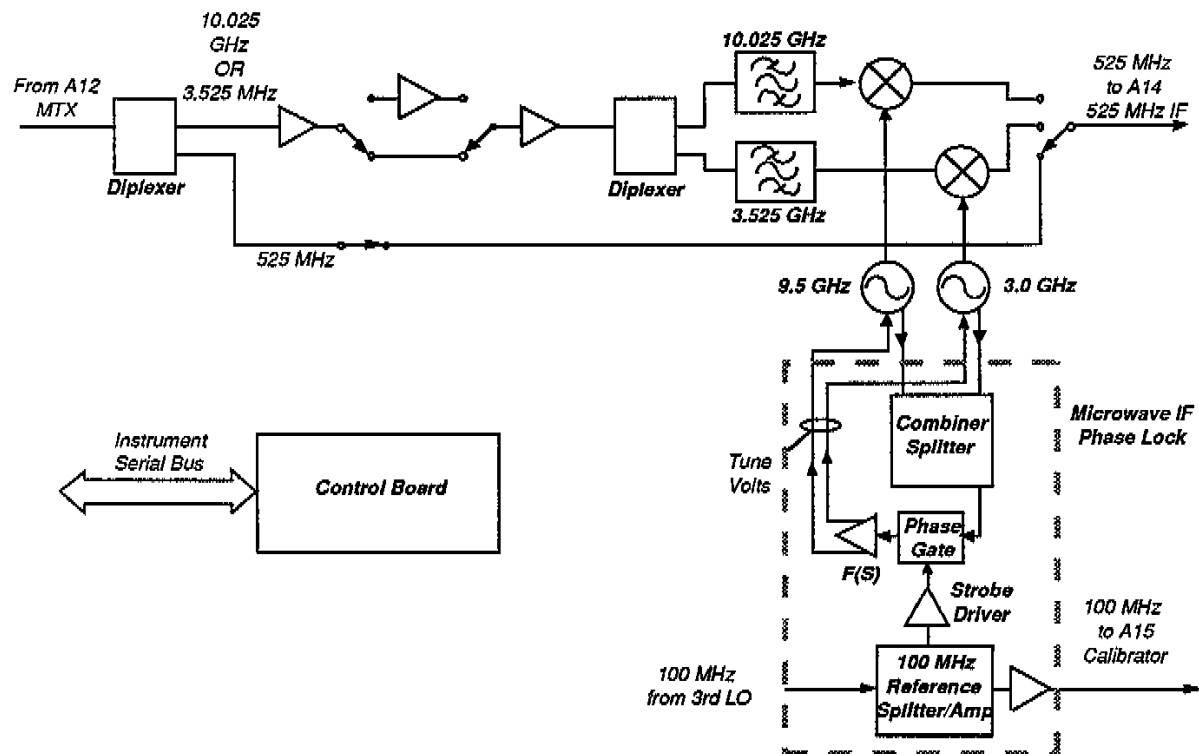 10.025
GHz
OR
3.525 MHz
From A12
MTX
Diplexer
525 MHz
Diplexer
10.025 GHz
3.525 GHz
525 MHz
to A14
525 MHz IF
9.5 GHz
3.0 GHz
Microwave IF
Phase Lock
Combiner
Splitter
Tune
Volts
Instrument
Serial Bus
Control Board
Phase
Gate
F(S)
Strobe
Driver
100 MHz
from 3rd LO
100 MHz
Reference
Splitter/Amp
100 MHz
to A15
Calibrator